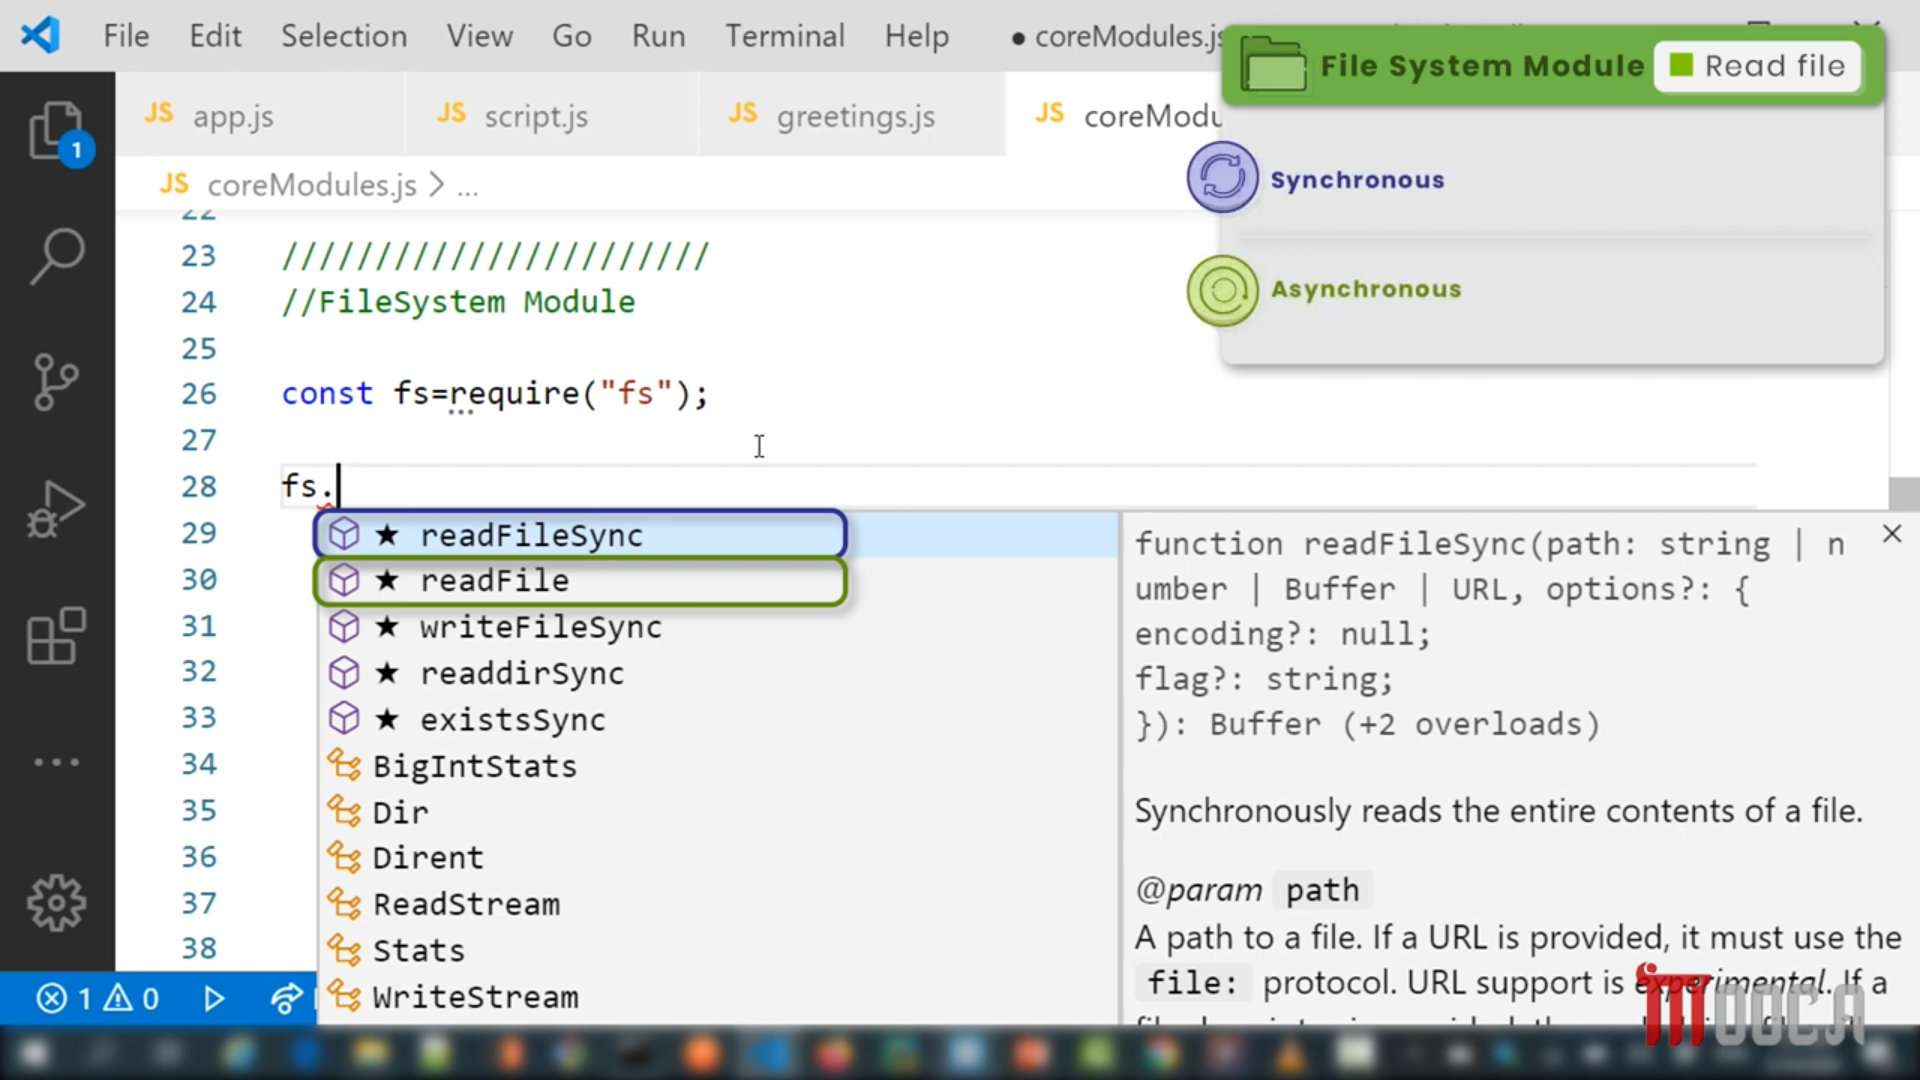 File Edit Selection View Go Run Terminal Help ● coreModules.js
File System Module Read file
Synchronous
Asynchronous
1
JS app.js JS script.js JS greetings.js JS coreModu
JS coreModules.js > ...
22
23 ///////////////////////
24 //FileSystem Module
25
26 const fs=require("fs");
27
28 fs.
29
30
31
32
33
34
35
36
37
38
★ readFileSync
★ readFile
★ writeFileSync
★ readdirSync
★ existsSync
BigIntStats
Dir
Dirent
ReadStream
Stats
WriteStream
function readFileSync(path: string | n
umber | Buffer | URL, options?: {
encoding?: null;
flag?: string;
}): Buffer (+2 overloads)
Synchronously reads the entire contents of a file.
@param path
A path to a file. If a URL is provided, it must use the
file: protocol. URL support is experimental. If a
1 0
MOOCA